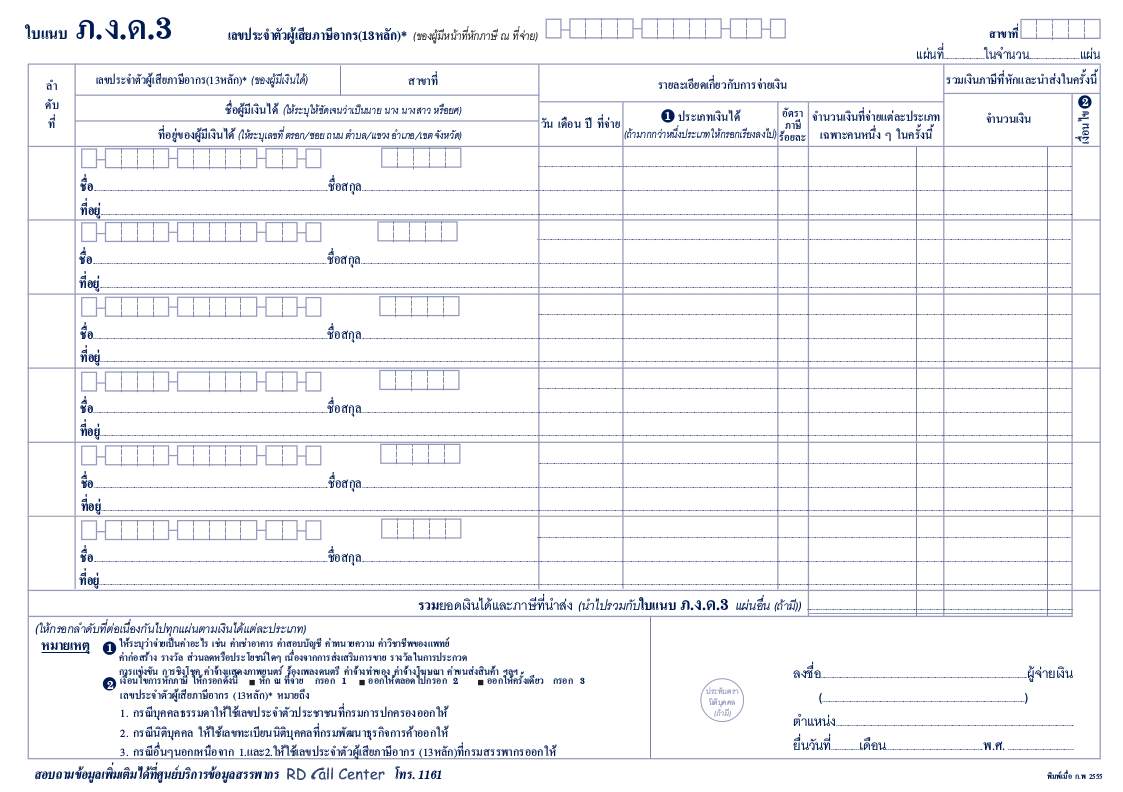 ใบแนบ ภ.ง.ด.3 เลขประจำตัวผู้เสียภาษีอากร(13หลัก)* (ของผู้มีหน้าที่หักภาษี ณ ที่จ่าย) สาขาที่
แผ่นที่ ในจำนวน แผ่น
ลำ
ดับ
ที่
เลขประจำตัวผู้เสียภาษีอากร(13หลัก)* (ของผู้มีเงินได้) สาขาที่
ชื่อผู้มีเงินได้ (ให้ระบุให้ชัดเจนว่าเป็นนาย นาง นางสาว หรือยศ)
ที่อยู่ของผู้มีเงินได้ (ให้ระบุเลขที่ ตรอก/ซอย ถนน ตำบล/แขวง อำเภอ/เขต จังหวัด)
รายละเอียดเกี่ยวกับการจ่ายเงิน
วัน เดือน ปี ที่จ่าย
1 ประเภทเงินได้
(ถ้ามากกว่าหนึ่งประเภทให้กรอกเรียงลงไป)
อัตรา
ภาษี
ร้อยละ
จำนวนเงินที่จ่ายแต่ละประเภท
เฉพาะคนหนึ่ง ๆ ในครั้งนี้
รวมเงินภาษีที่หักและนำส่งในครั้งนี้
จำนวนเงิน
2 เงื่อนไข
ชื่อ ชื่อสกุล
ที่อยู่
ชื่อ ชื่อสกุล
ที่อยู่
ชื่อ ชื่อสกุล
ที่อยู่
ชื่อ ชื่อสกุล
ที่อยู่
ชื่อ ชื่อสกุล
ที่อยู่
ชื่อ ชื่อสกุล
ที่อยู่
รวมยอดเงินได้และภาษีที่นำส่ง (นำไปรวมกับใบแนบ ภ.ง.ด.3 แผ่นอื่น (ถ้ามี))
(ให้กรอกลำดับที่ต่อเนื่องกันไปทุกแผ่นตามเงินได้แต่ละประเภท)
หมายเหตุ 1 ให้ระบุว่าจ่ายเป็นค่าอะไร เช่น ค่าเช่าอาคาร ค่าสอบบัญชี ค่าทนายความ ค่าวิชาชีพของแพทย์
ค่าก่อสร้าง รางวัล ส่วนลดหรือประโยชน์ใดๆ เนื่องจากการส่งเสริมการขาย รางวัลในการประกวด
การแข่งขัน การชิงโชค ค่าจ้างแสดงภาพยนตร์ ร้องเพลงดนตรี ค่าจ้างทำของ ค่าจ้างโฆษณา ค่าขนส่งสินค้า ฯลฯ
2 เงื่อนไขการหักภาษี ให้กรอกดังนี้ ■ หัก ณ ที่จ่าย กรอก 1 ■ ออกให้ตลอดไปกรอก 2 ■ ออกให้ครั้งเดียว กรอก 3
เลขประจำตัวผู้เสียภาษีอากร (13หลัก)* หมายถึง
1. กรณีบุคคลธรรมดาให้ใช้เลขประจำตัวประชาชนที่กรมการปกครองออกให้
2. กรณีนิติบุคคล ให้ใช้เลขทะเบียนนิติบุคคลที่กรมพัฒนาธุรกิจการค้าออกให้
3. กรณีอื่นๆนอกเหนือจาก 1.และ2.ให้ใช้เลขประจำตัวผู้เสียภาษีอากร (13หลัก)ที่กรมสรรพากรออกให้
ประทับตรา
นิติบุคคล
(ถ้ามี)
ลงชื่อ ผู้จ่ายเงิน
( )
ตำแหน่ง
ยื่นวันที่ เดือน พ.ศ.
สอบถามข้อมูลเพิ่มเติมได้ที่ศูนย์บริการข้อมูลสรรพากร RD Call Center โทร. 1161
พิมพ์เมื่อ ก.พ 2555